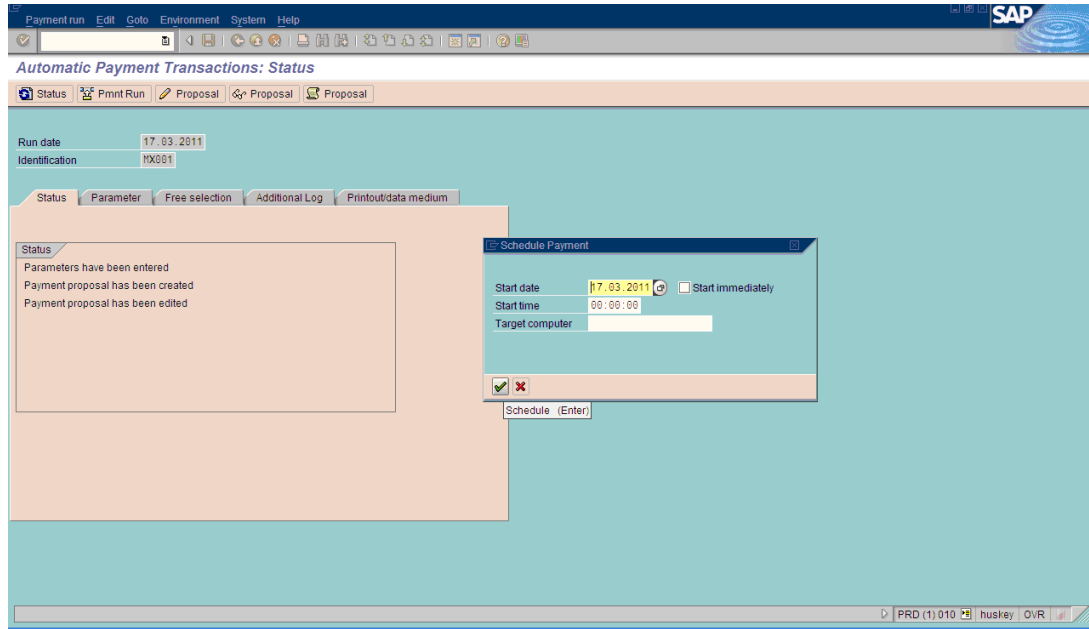 Payment run Edit Goto Environment System Help
SAP
Automatic Payment Transactions: Status
Status Pmnt Run Proposal Proposal Proposal
Run date 17.03.2011
Identification MX001
Status Parameter Free selection Additional Log Printout/data medium
Status
Parameters have been entered
Payment proposal has been created
Payment proposal has been edited
Schedule Payment
Start date 17.03.2011 Start immediately
Start time 00:00:00
Target computer
Schedule (Enter)
PRD (1) 010 huskey OVR